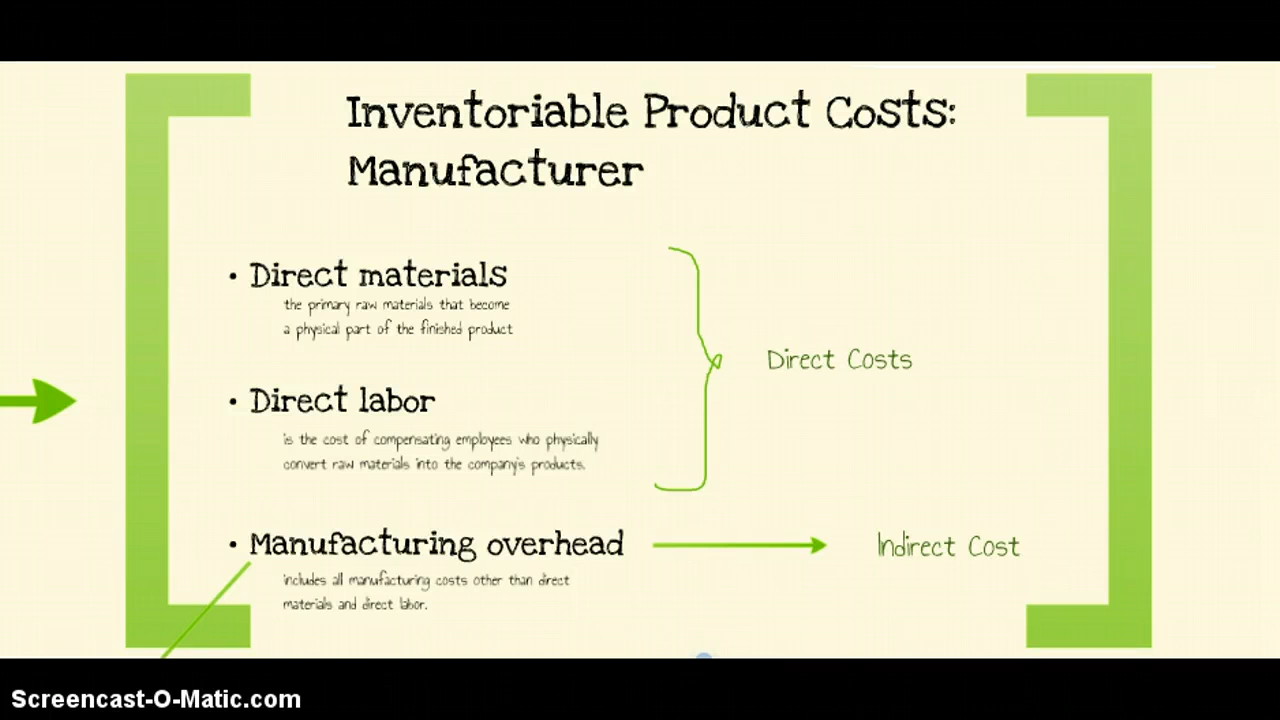 Inventoriable Product Costs:
Manufacturer
• Direct materials
the primary raw materials that become
a physical part of the finished product
Direct Costs
• Direct labor
is the cost of compensating employees who physically
convert raw materials into the company's products.
• Manufacturing overhead
Indirect Cost
includes all manufacturing costs other than direct
materials and direct labor.
Screencast-O-Matic.com